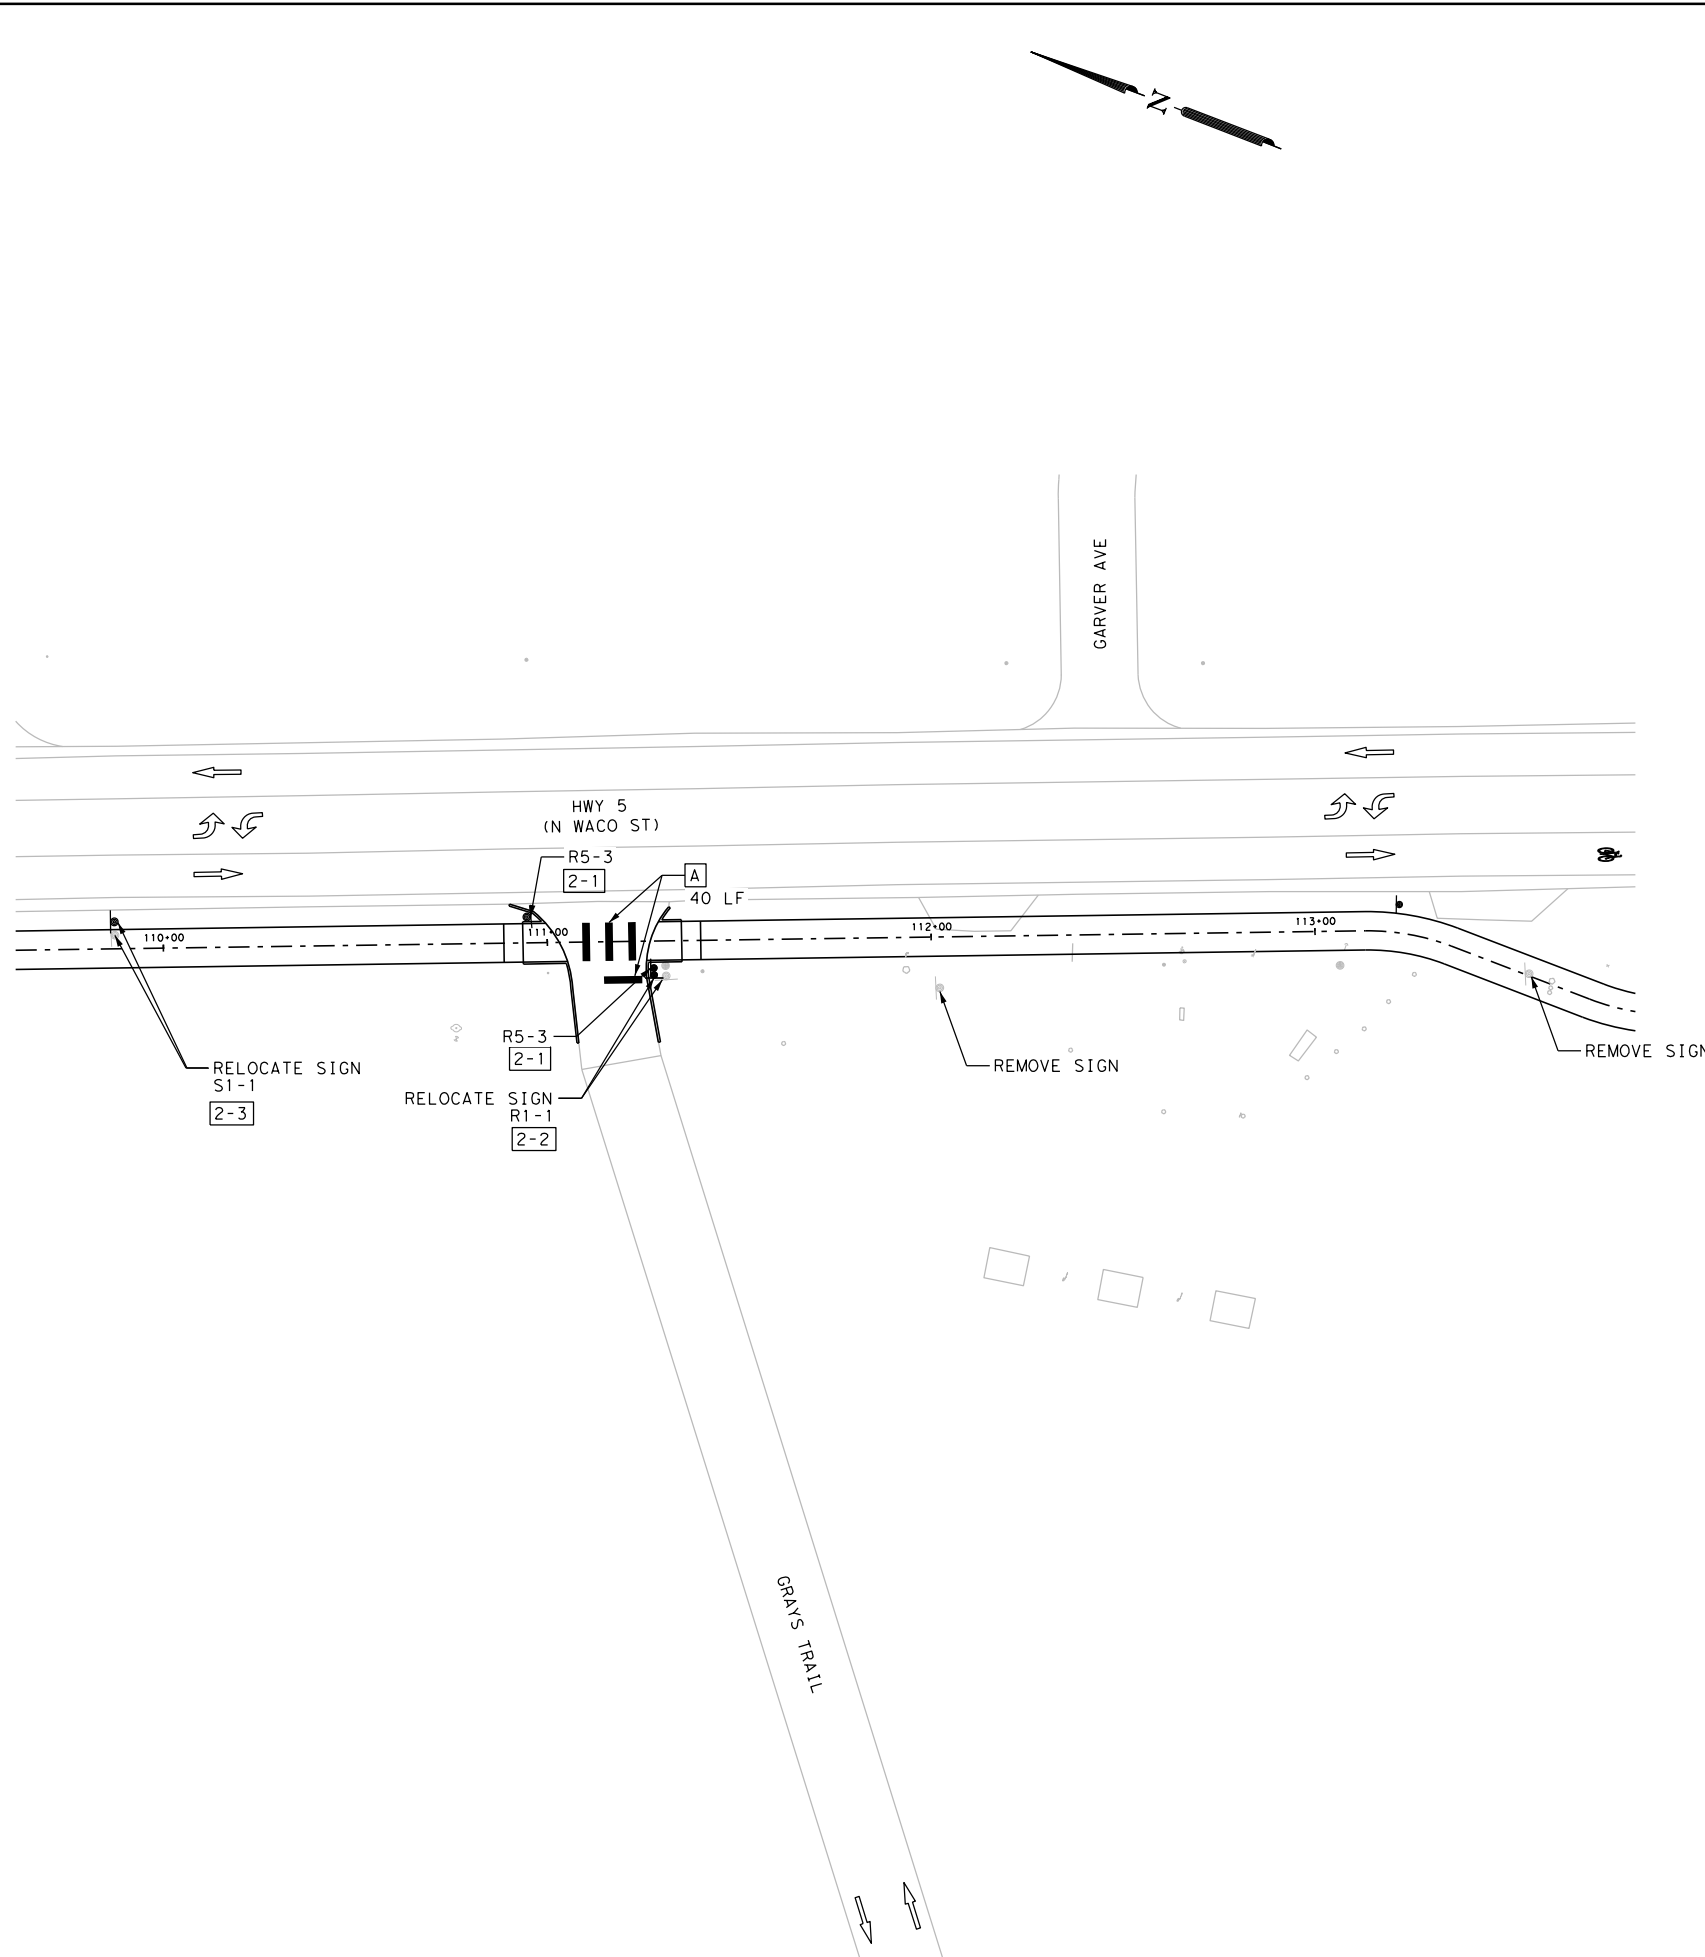 N
GARVER AVE
HWY 5
(N WACO ST)
R5-3
2-1
A
40 LF
110+00
111+00
112+00
113+00
R5-3
2-1
RELOCATE SIGN
S1-1
2-3
RELOCATE SIGN
R1-1
2-2
REMOVE SIGN
REMOVE SIGN
GRAYS TRAIL